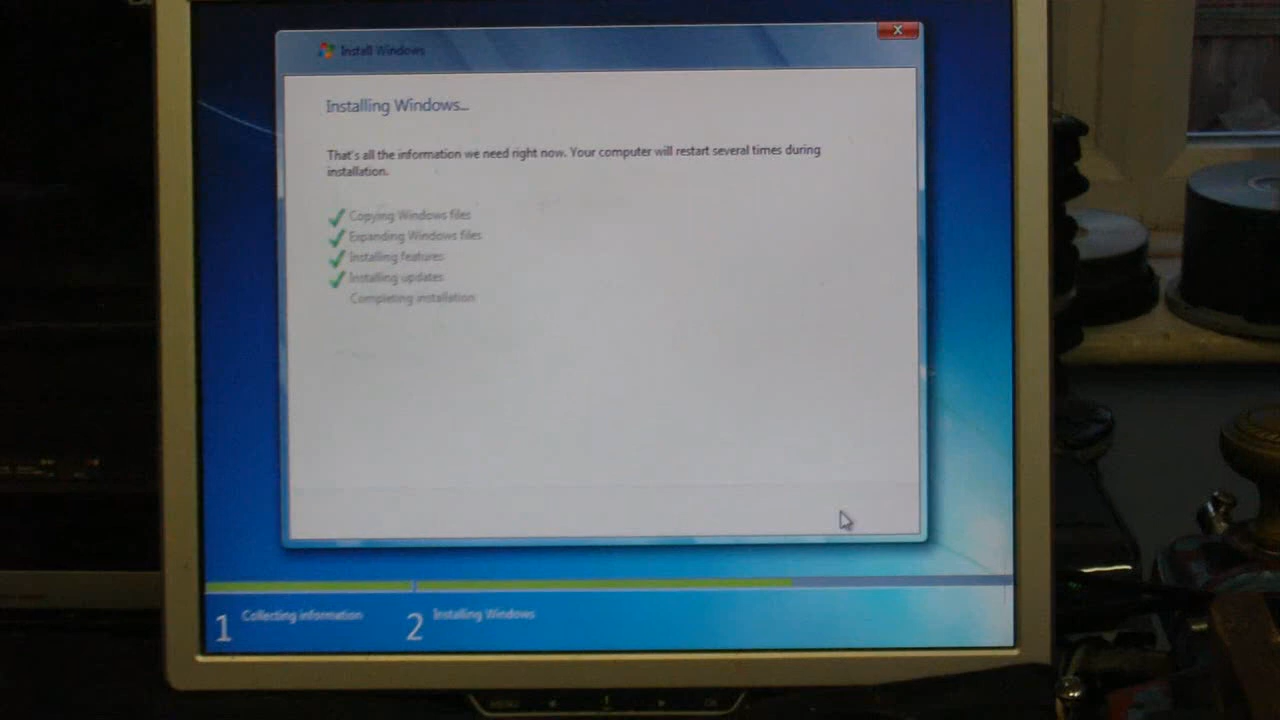 Install Windows
Installing Windows...
That's all the information we need right now. Your computer will restart several times during
installation.
Copying Windows files
Expanding Windows files
Installing features
Installing updates
Completing installation
1 Collecting information
2 Installing Windows
MENU
OK